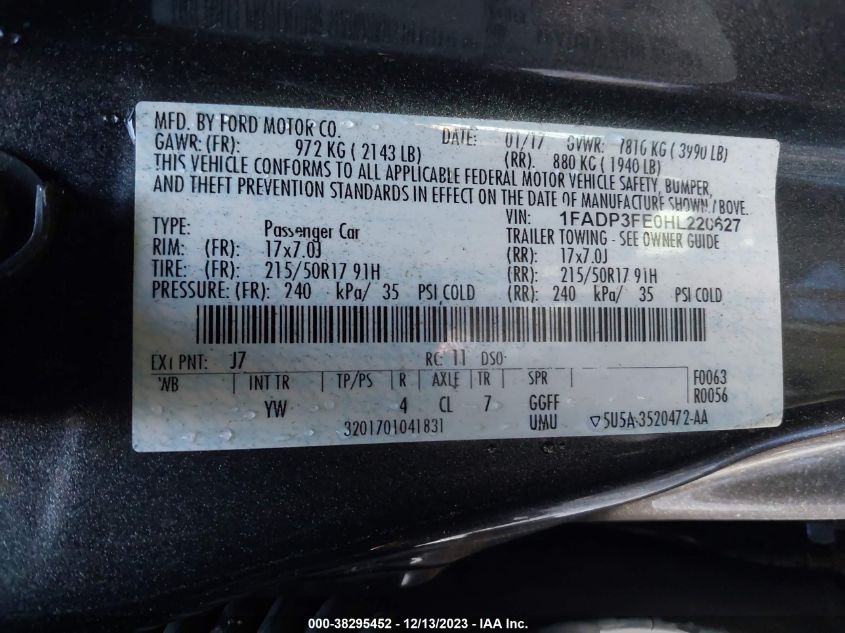 MFD. BY FORD MOTOR CO.
DATE: 01/17 GVWR: 1816 KG ( 3990 LB)
GAWR: (FR): 972 KG ( 2143 LB) (RR). 880 KG ( 1940 LB)
THIS VEHICLE CONFORMS TO ALL APPLICABLE FEDERAL MOTOR VEHICLE SAFETY, BUMPER,
AND THEFT PREVENTION STANDARDS IN EFFECT ON THE DATE OF MANUFACTURE SHOWN ABOVE.
VIN: 1FADP3FE0HL220627
TYPE: Passenger Car TRAILER TOWING - SEE OWNER GUIDE
RIM: (FR): 17x7.0J (RR): 17x7.0J
TIRE: (FR): 215/50R17 91H (RR): 215/50R17 91H
PRESSURE: (FR): 240 kPa/ 35 PSI COLD (RR): 240 kPa/ 35 PSI COLD
EXT PNT: J7 RC: 11 DSO:
WB INT TR TP/PS R AXLE TR SPR F0063
R0056
YW 4 CL 7 GGFF
3201701041831 UMU ▽5U5A-3520472-AA
000-38295452 - 12/13/2023 - IAA Inc.